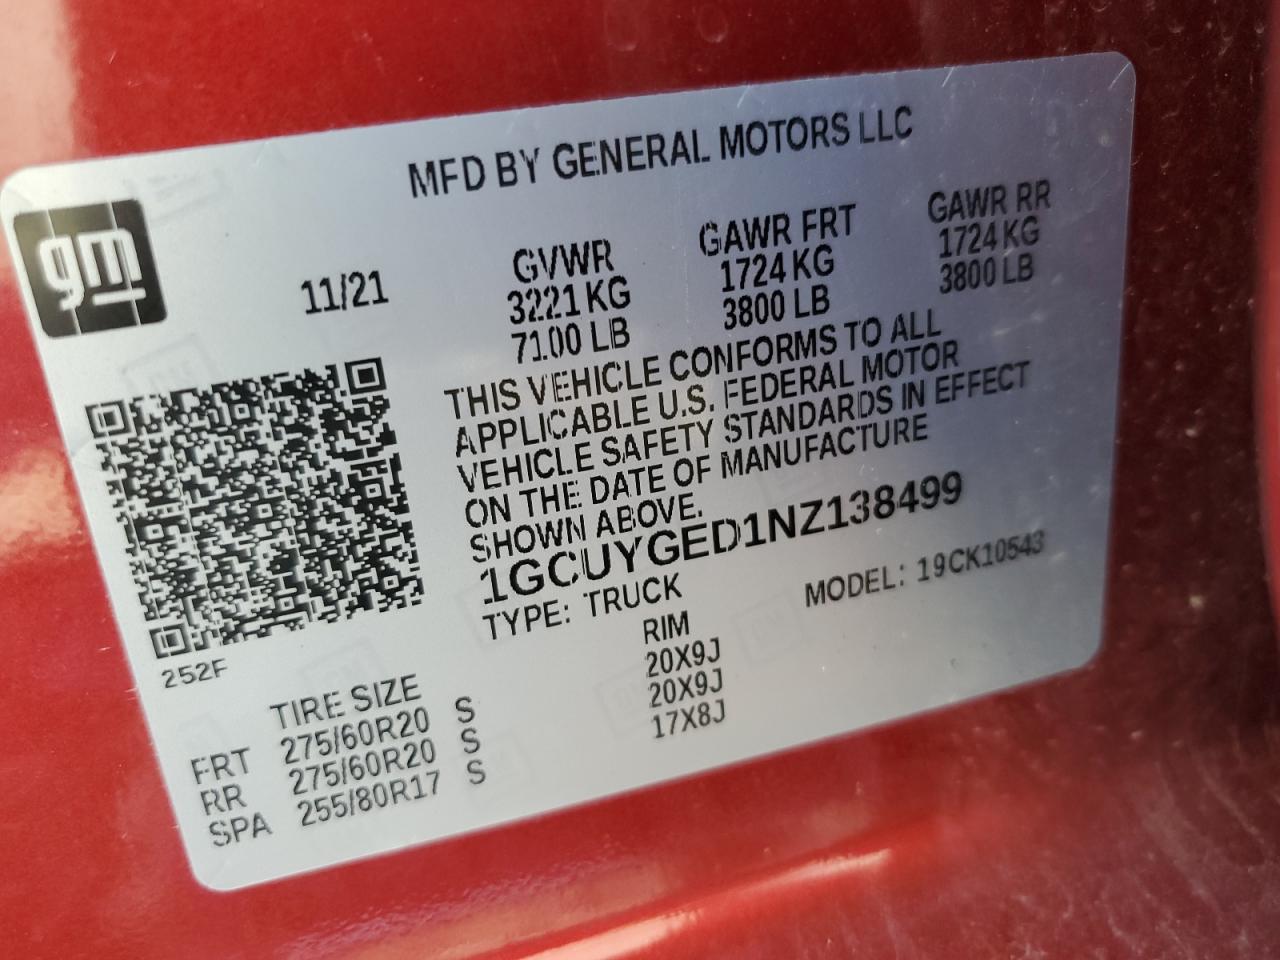 MFD BY GENERAL MOTORS LLC
gm
11/21
GVWR
3221 KG
7100 LB
GAWR FRT
1724 KG
3800 LB
GAWR RR
1724 KG
3800 LB
THIS VEHICLE CONFORMS TO ALL
APPLICABLE U.S. FEDERAL MOTOR
VEHICLE SAFETY STANDARDS IN EFFECT
ON THE DATE OF MANUFACTURE
SHOWN ABOVE.
1GCUYGED1NZ138499
TYPE: TRUCK MODEL: 19CK10543
252F
TIRE SIZE RIM
FRT 275/60R20 S 20X9J
RR 275/60R20 S 20X9J
SPA 255/80R17 S 17X8J